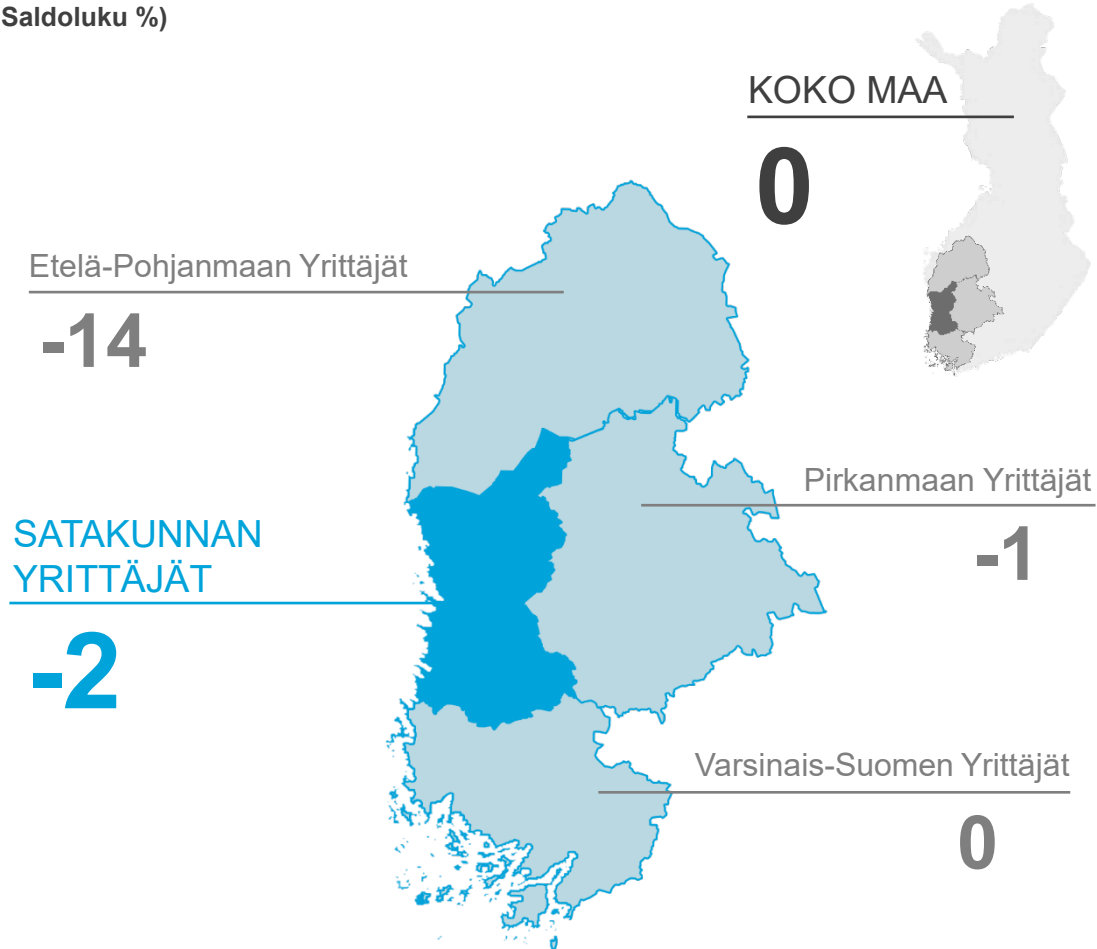 Saldoluku %)
KOKO MAA
0
Etelä-Pohjanmaan Yrittäjät
-14
Pirkanmaan Yrittäjät
-1
SATAKUNNAN
YRITTÄJÄT
-2
Varsinais-Suomen Yrittäjät
0